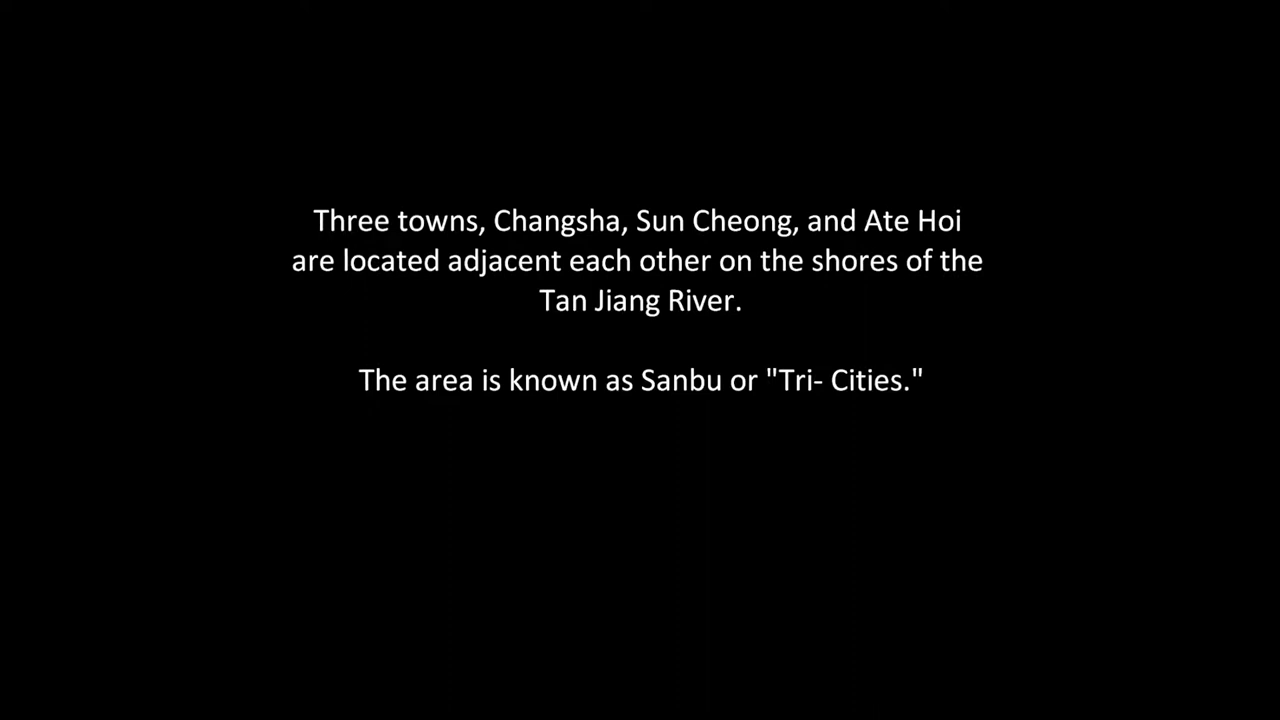 Three towns, Changsha, Sun Cheong, and Ate Hoi
are located adjacent each other on the shores of the
Tan Jiang River.
The area is known as Sanbu or "Tri- Cities."